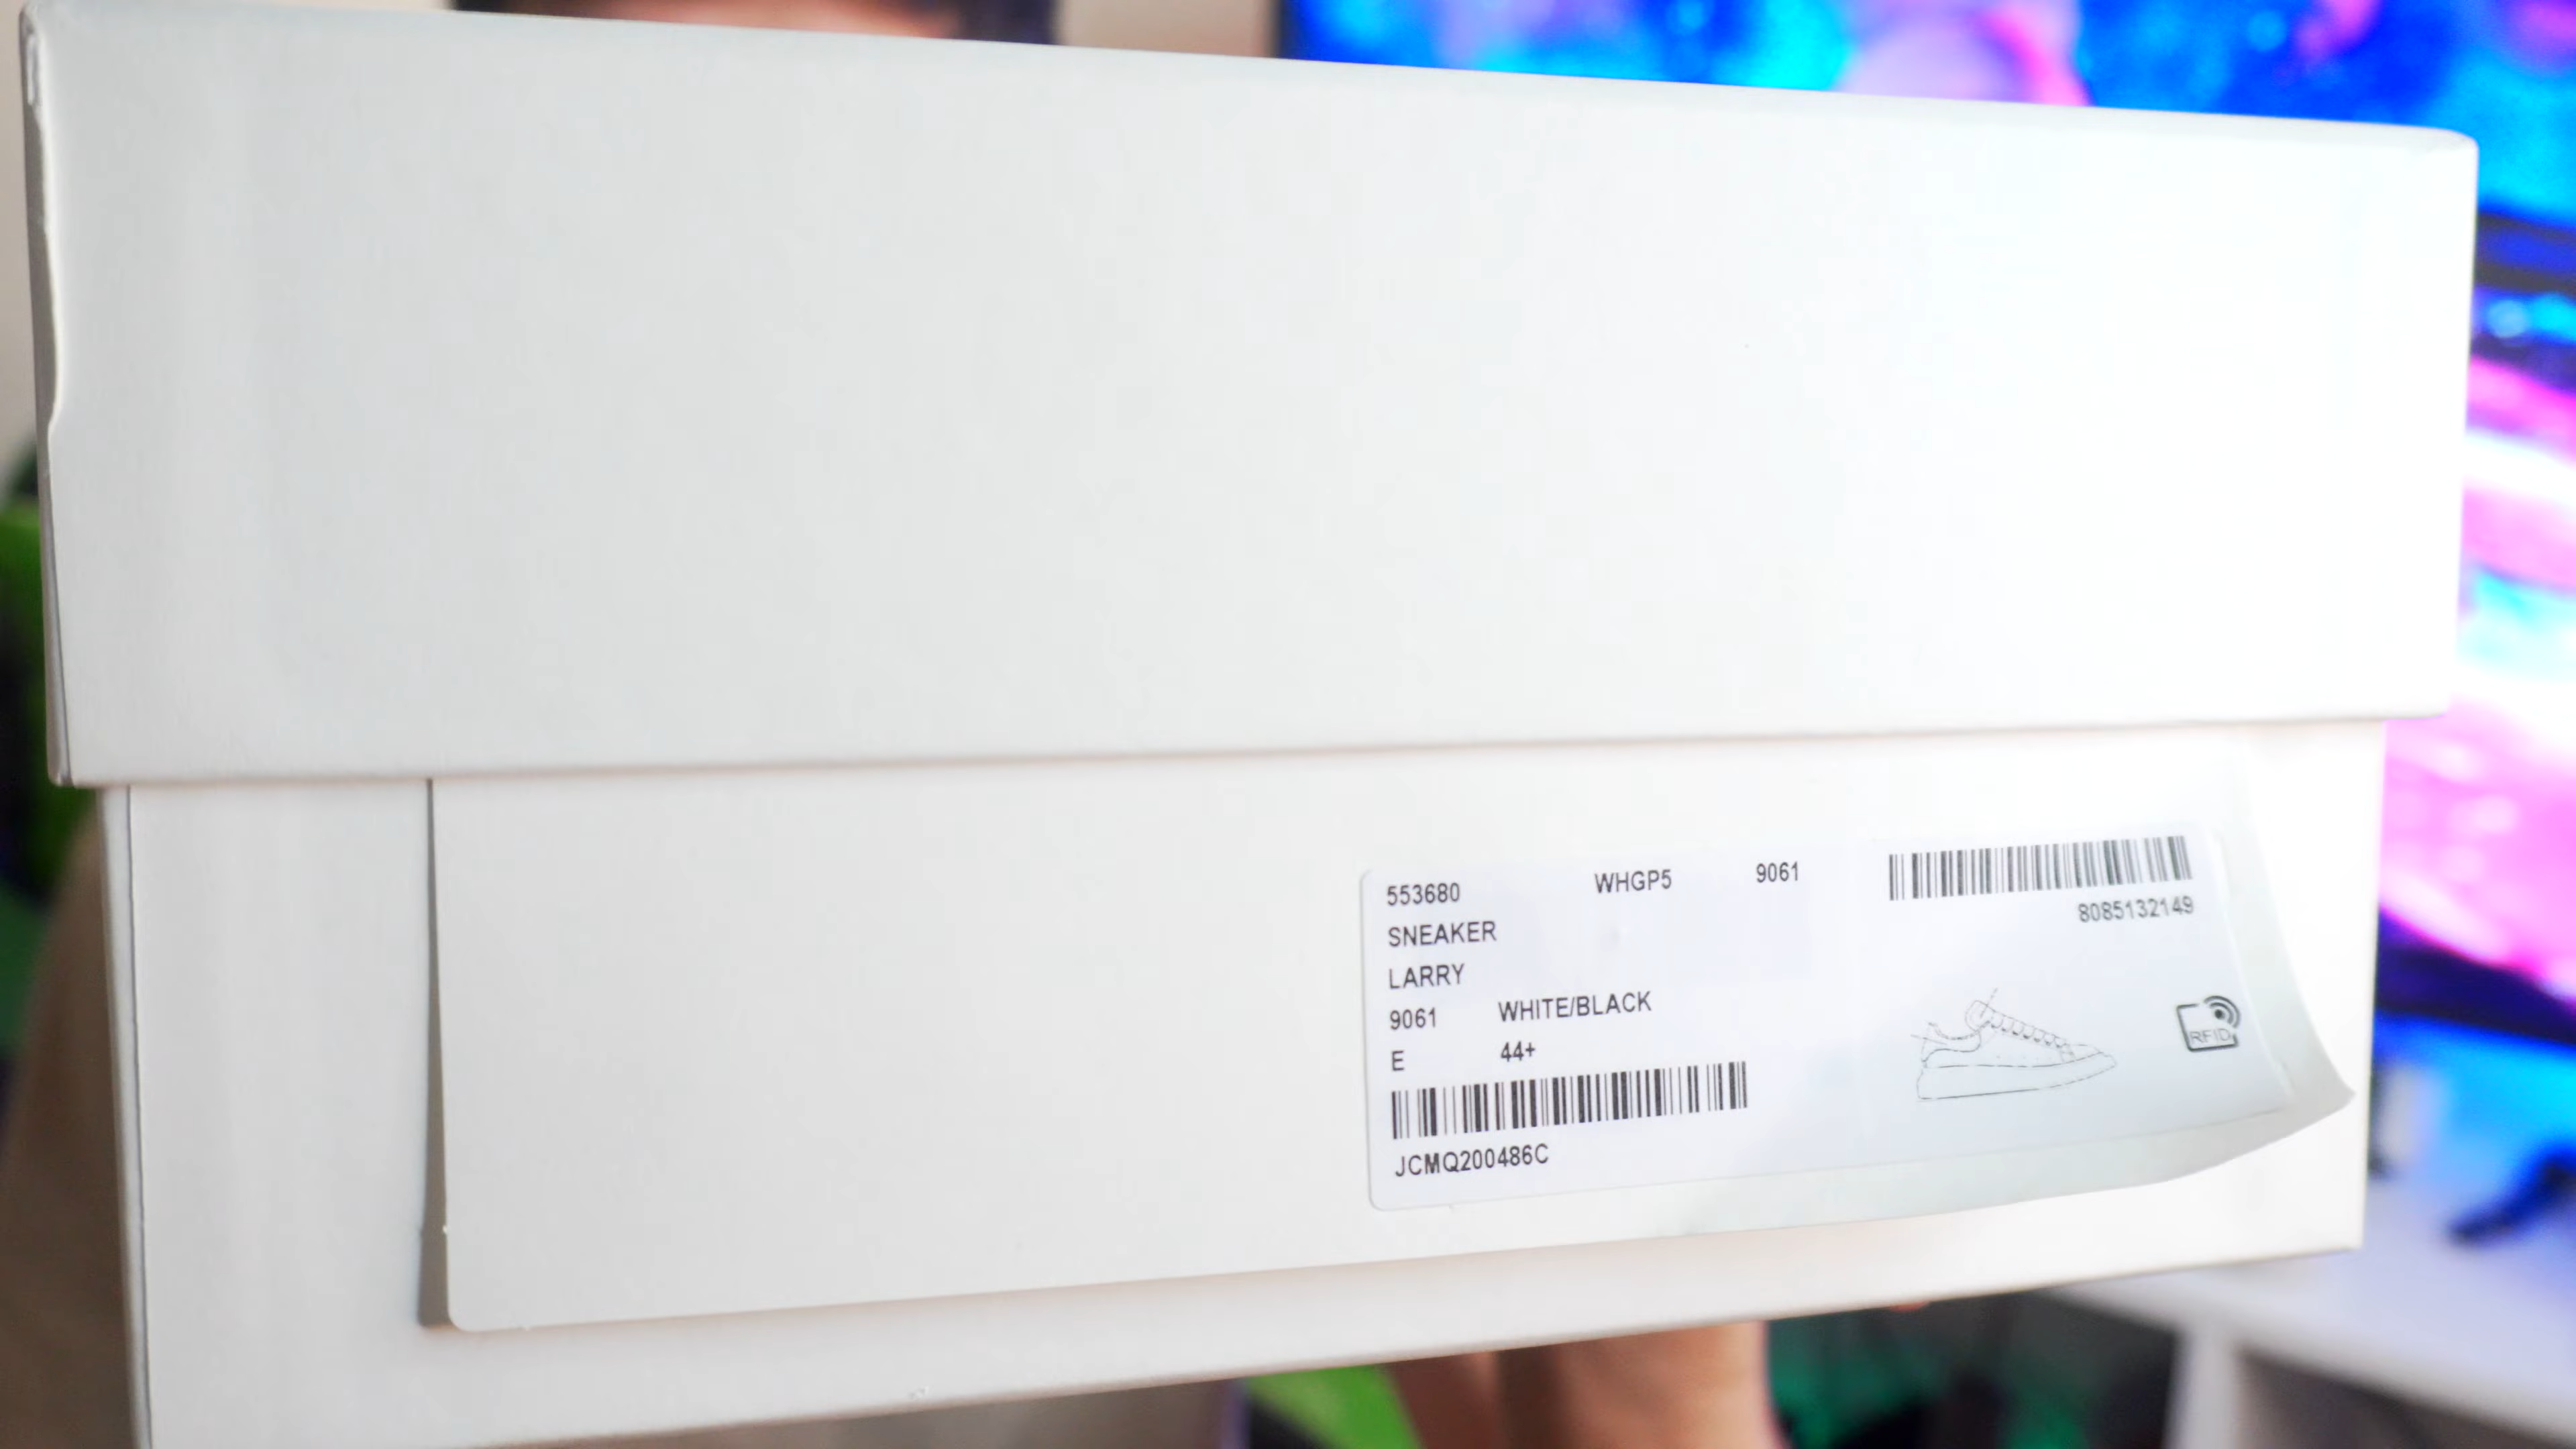 553680 WHGP5 9061
8085132149
SNEAKER
LARRY
9061 WHITE/BLACK
E 44+
JCMQ200486C
RFID